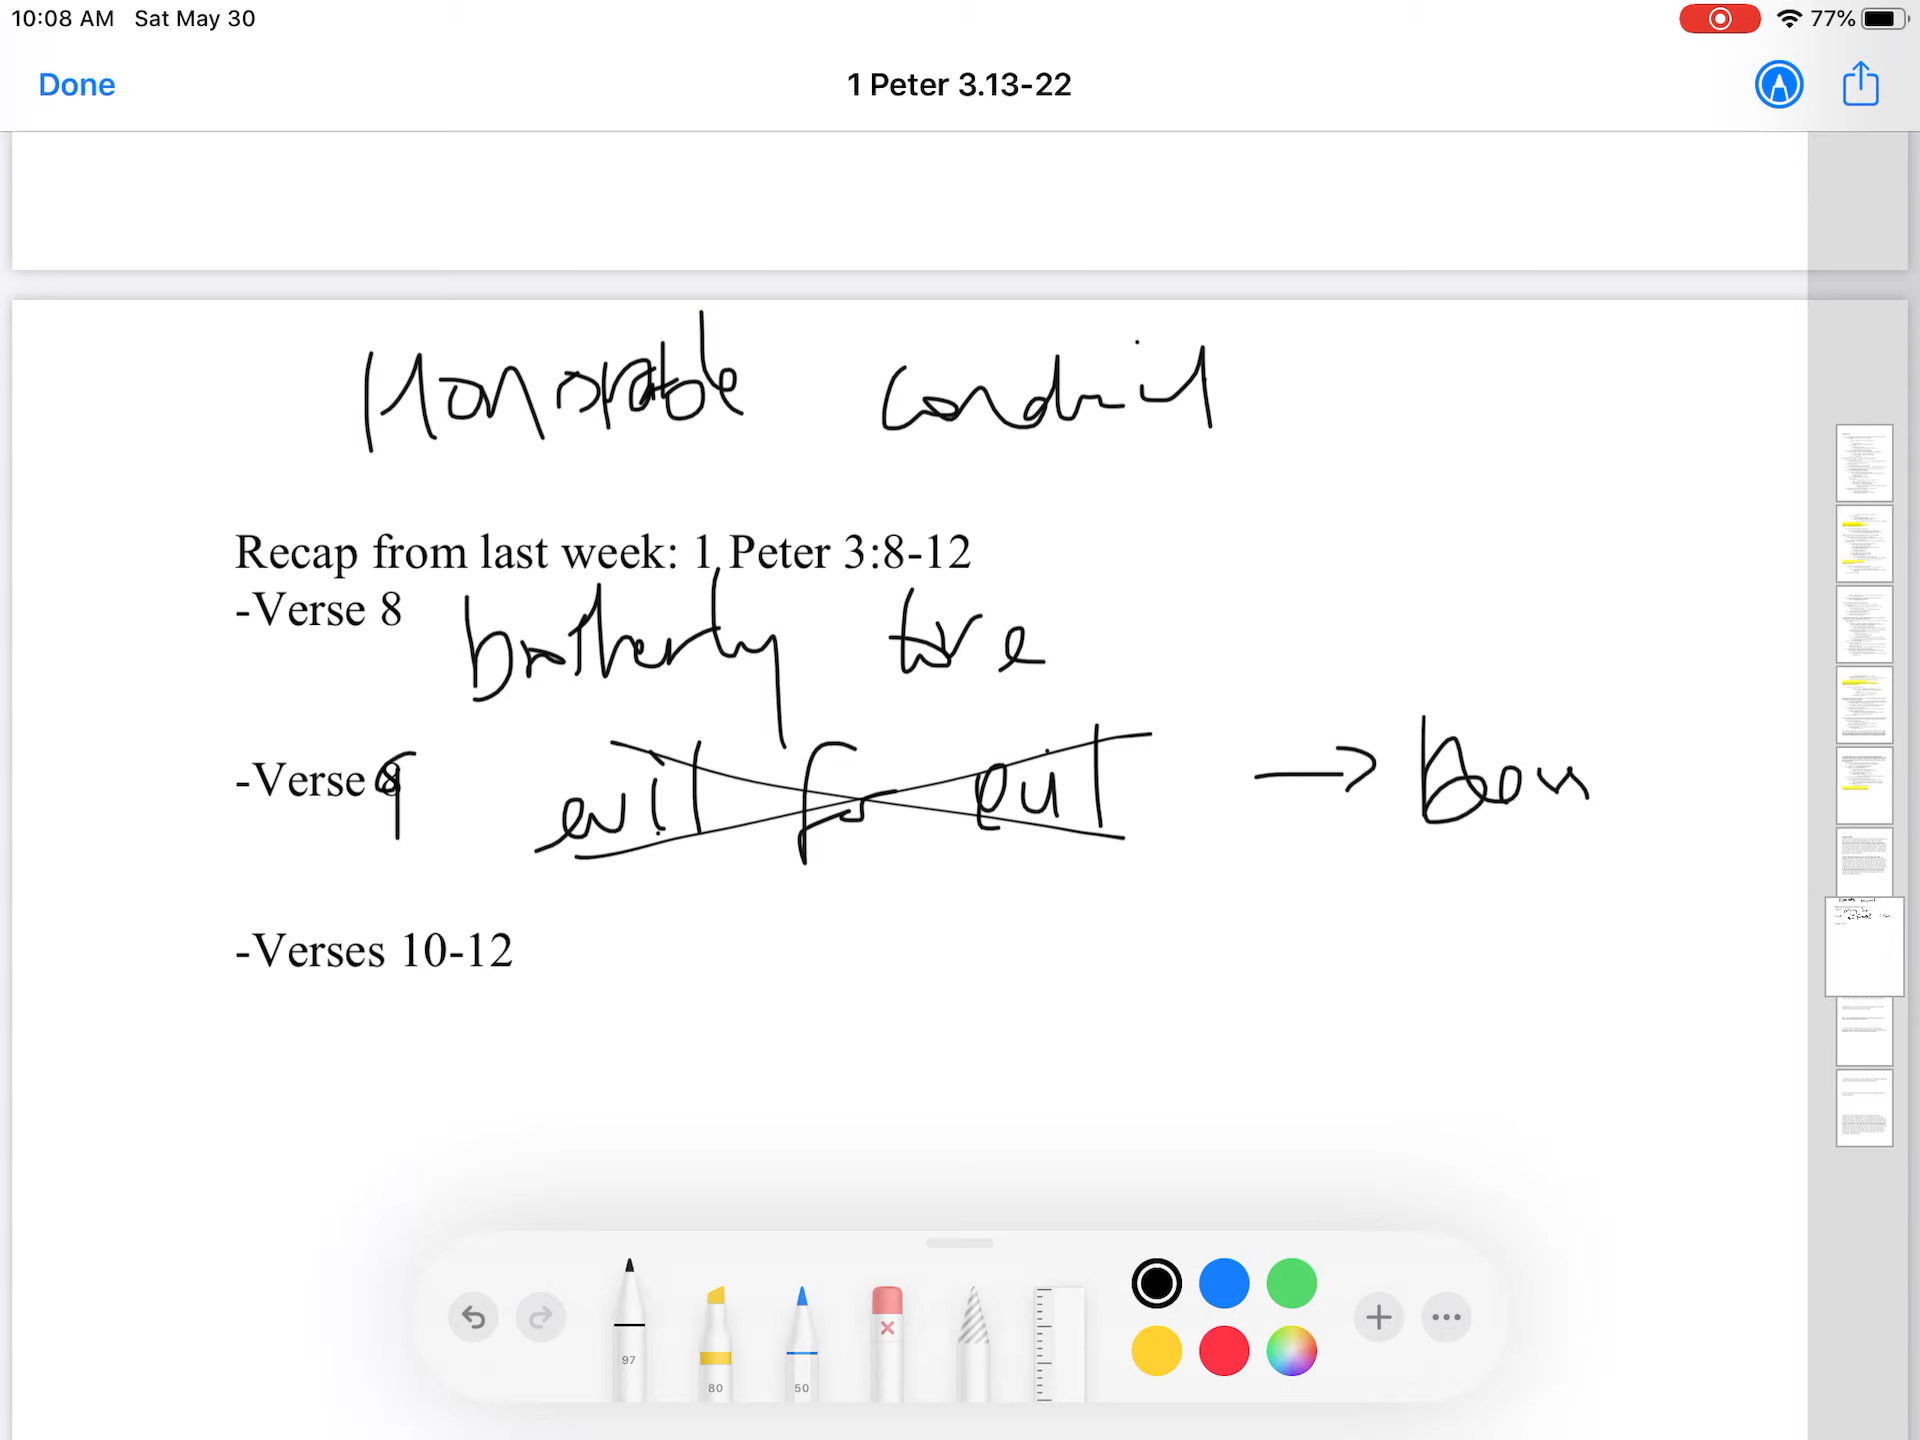 10:08 AM Sat May 30
77%
Done
1 Peter 3.13-22
Honorable
Recap from last week: 1 Peter 3:8-12
-Verse 8
brotherly love
-Verse 9
evil for evil →
-Verses 10-12
97
80
50